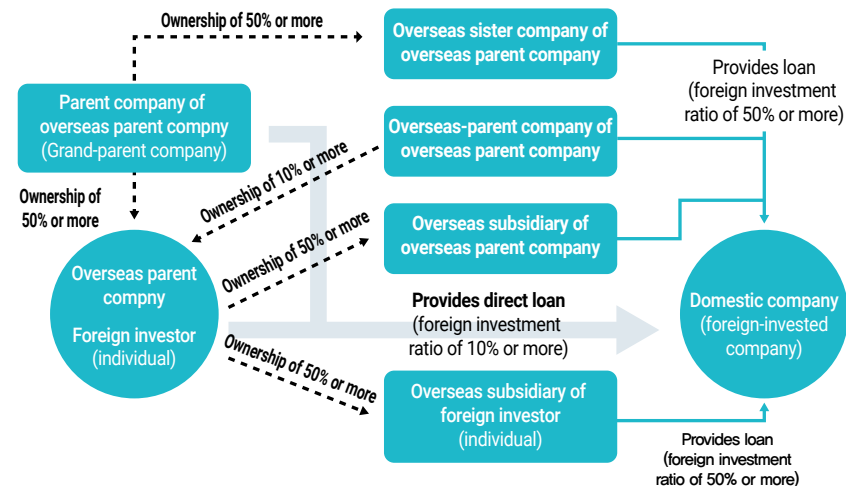 Ownership of 50% or more
Overseas sister company of
overseas parent company
Provides loan
(foreign investment
ratio of 50% or more)
Parent company of
overseas parent compny
(Grand-parent company)
Overseas-parent company of
overseas parent company
Ownership of 10% or more
Ownership of
50% or more
Overseas subsidiary of
overseas parent company
Ownership of 50% or more
Overseas parent
compny
Foreign investor
(individual)
Provides direct loan
(foreign investment
ratio of 10% or more)
Domestic company
(foreign-invested
company)
Ownership of 50% or more
Overseas subsidiary of
foreign investor
(individual)
Provides loan
(foreign investment
ratio of 50% or more)